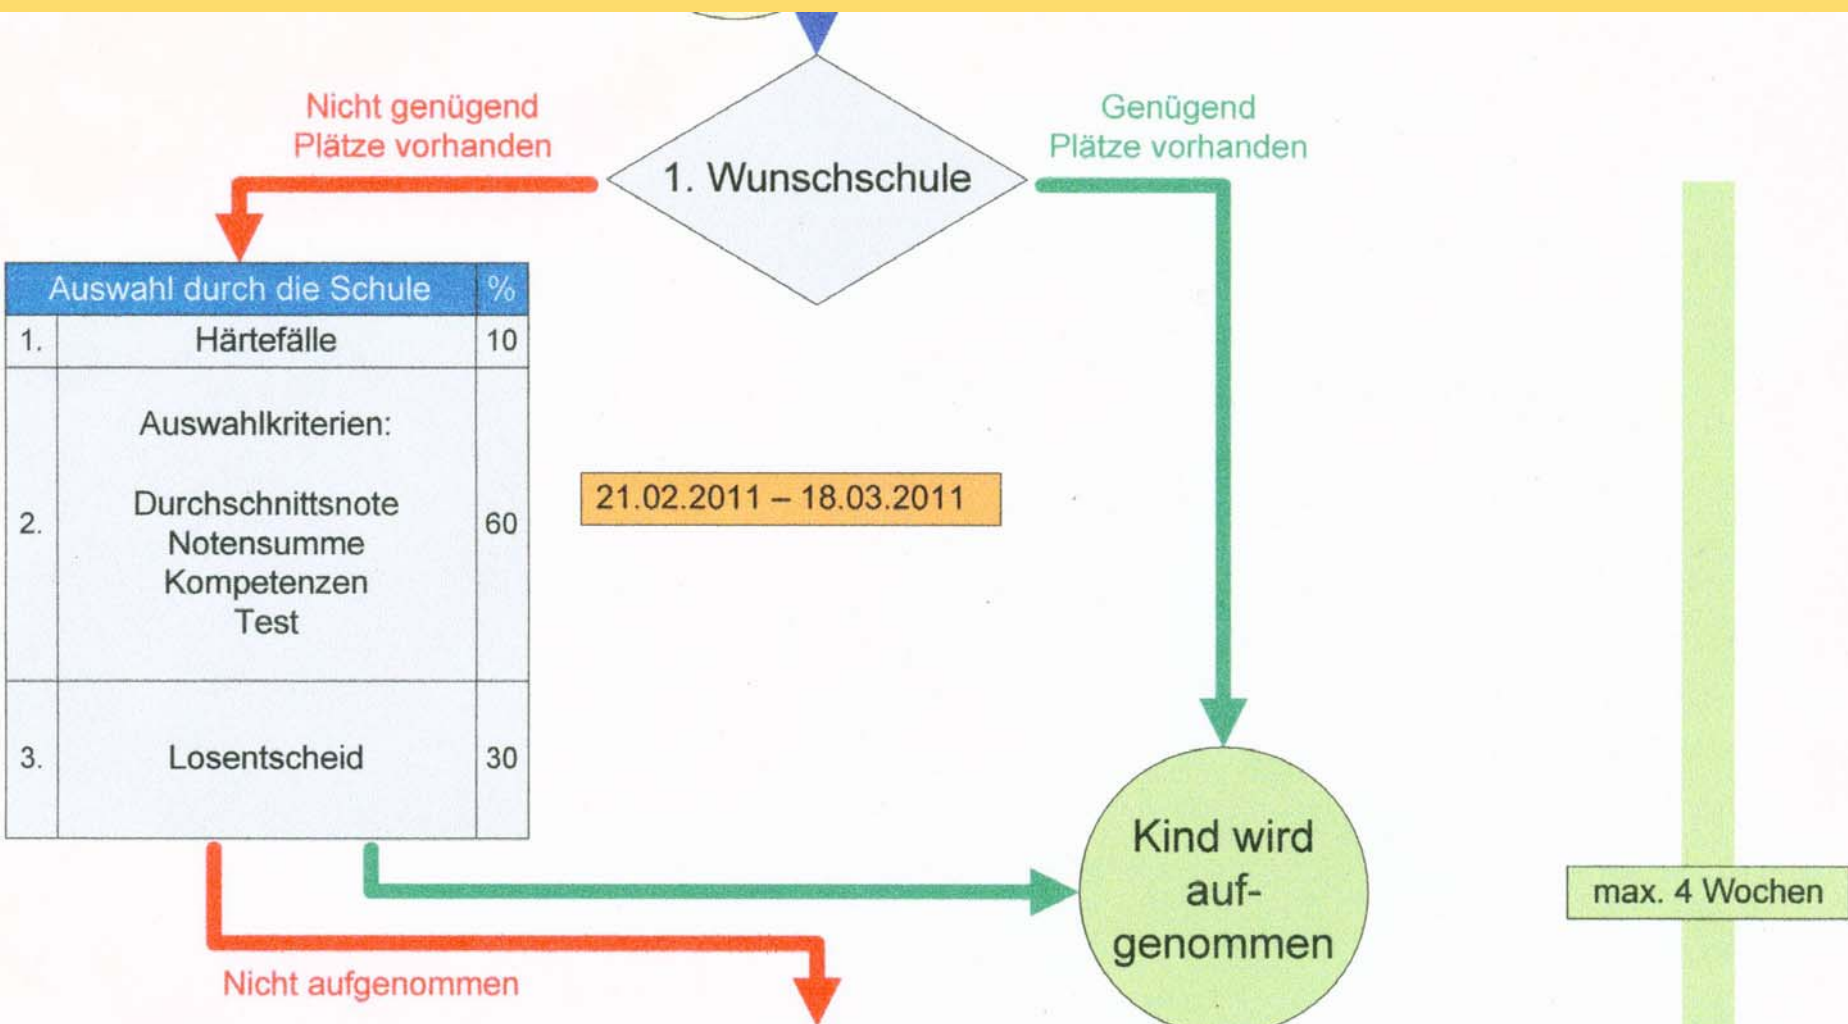 Nicht genügend
Plätze vorhanden
Genügend
Plätze vorhanden
1. Wunschschule
Auswahl durch die Schule %
1. Härtefälle 10
Auswahlkriterien:
Durchschnittsnote
2. Notensumme 60
Kompetenzen
Test
21.02.2011 – 18.03.2011
3. Losentscheid 30
Kind wird
auf-
genommen
max. 4 Wochen
Nicht aufgenommen